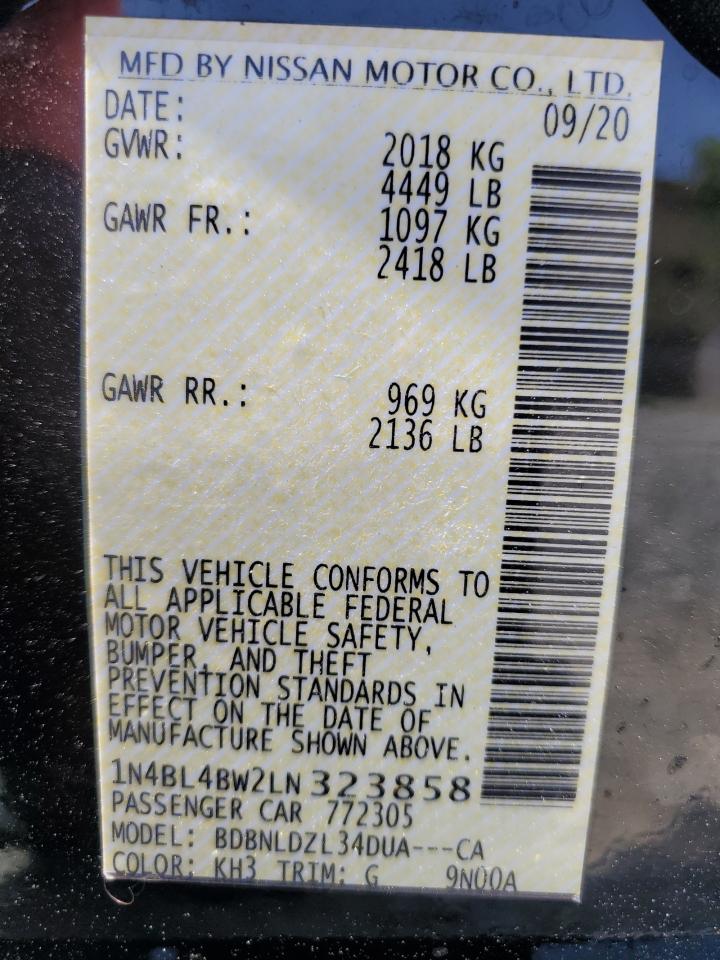 MFD BY NISSAN MOTOR CO., LTD.
DATE: 09/20
GVWR: 2018 KG
4449 LB
GAWR FR.: 1097 KG
2418 LB
GAWR RR.: 969 KG
2136 LB
THIS VEHICLE CONFORMS TO
ALL APPLICABLE FEDERAL
MOTOR VEHICLE SAFETY,
BUMPER, AND THEFT
PREVENTION STANDARDS IN
EFFECT ON THE DATE OF
MANUFACTURE SHOWN ABOVE.
1N4BL4BW2LN323858
PASSENGER CAR 772305
MODEL: BDBNLDZL34DUA---CA
COLOR: KH3 TRIM: G 9N00A